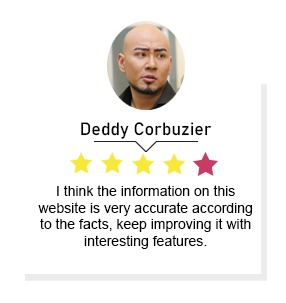 Deddy Corbuzier
I think the information on this
website is very accurate according
to the facts, keep improving it with
interesting features.